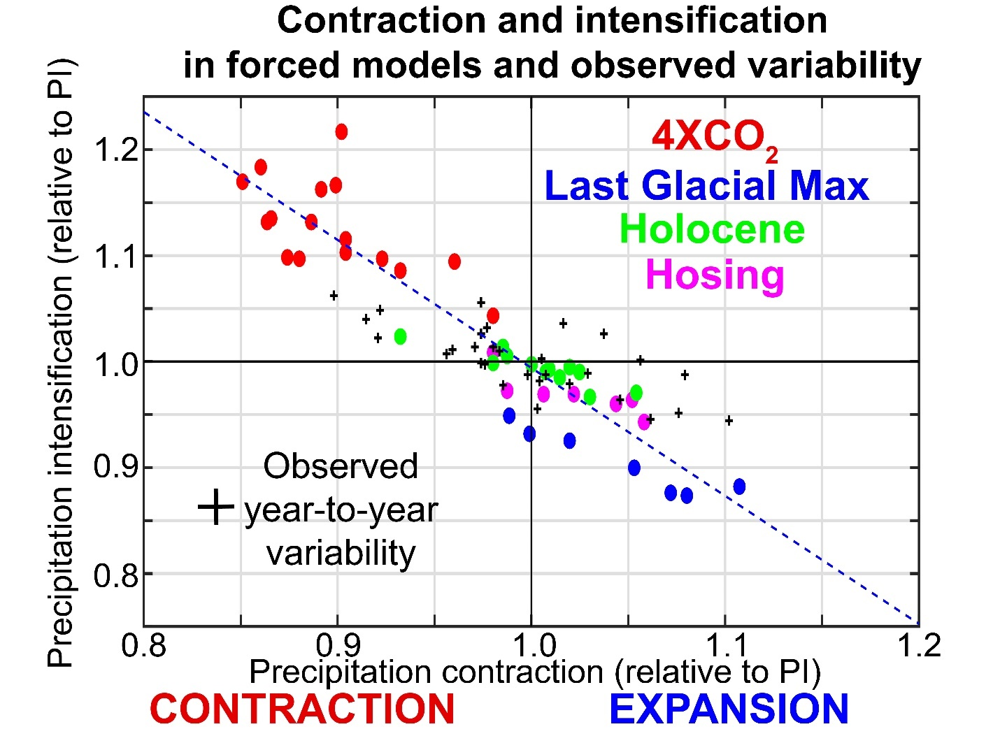 Contraction and intensification
in forced models and observed variability
Precipitation intensification (relative to PI)
1.2
1.1
1.0
0.9
0.8
4XCO₂
Last Glacial Max
Holocene
Hosing
Observed
year-to-year
variability
0.8 0.9 1.0 1.1 1.2
Precipitation contraction (relative to PI)
CONTRACTION EXPANSION